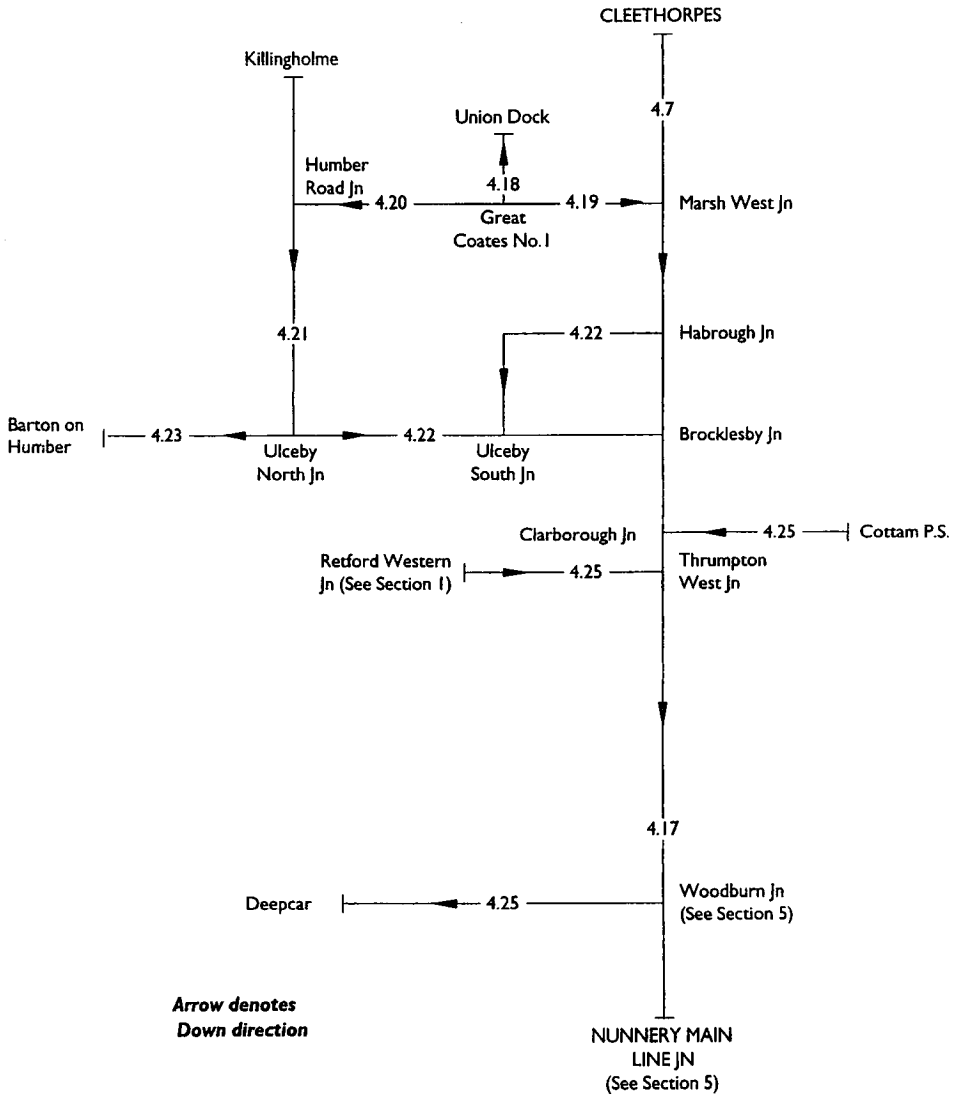 CLEETHORPES
Killingholme
4.7
Union Dock
Humber
Road Jn
4.18
4.20
4.19
Marsh West Jn
Great
Coates No.1
4.21
4.22
Habrough Jn
Barton on
Humber
4.23
4.22
Brocklesby Jn
Ulceby
North Jn
Ulceby
South Jn
Clarborough Jn
4.25
Cottam P.S.
Retford Western
Jn (See Section 1)
4.25
Thrumpton
West Jn
4.17
Deepcar
4.25
Woodburn Jn
(See Section 5)
Arrow denotes
Down direction
NUNNERY MAIN
LINE JN
(See Section 5)